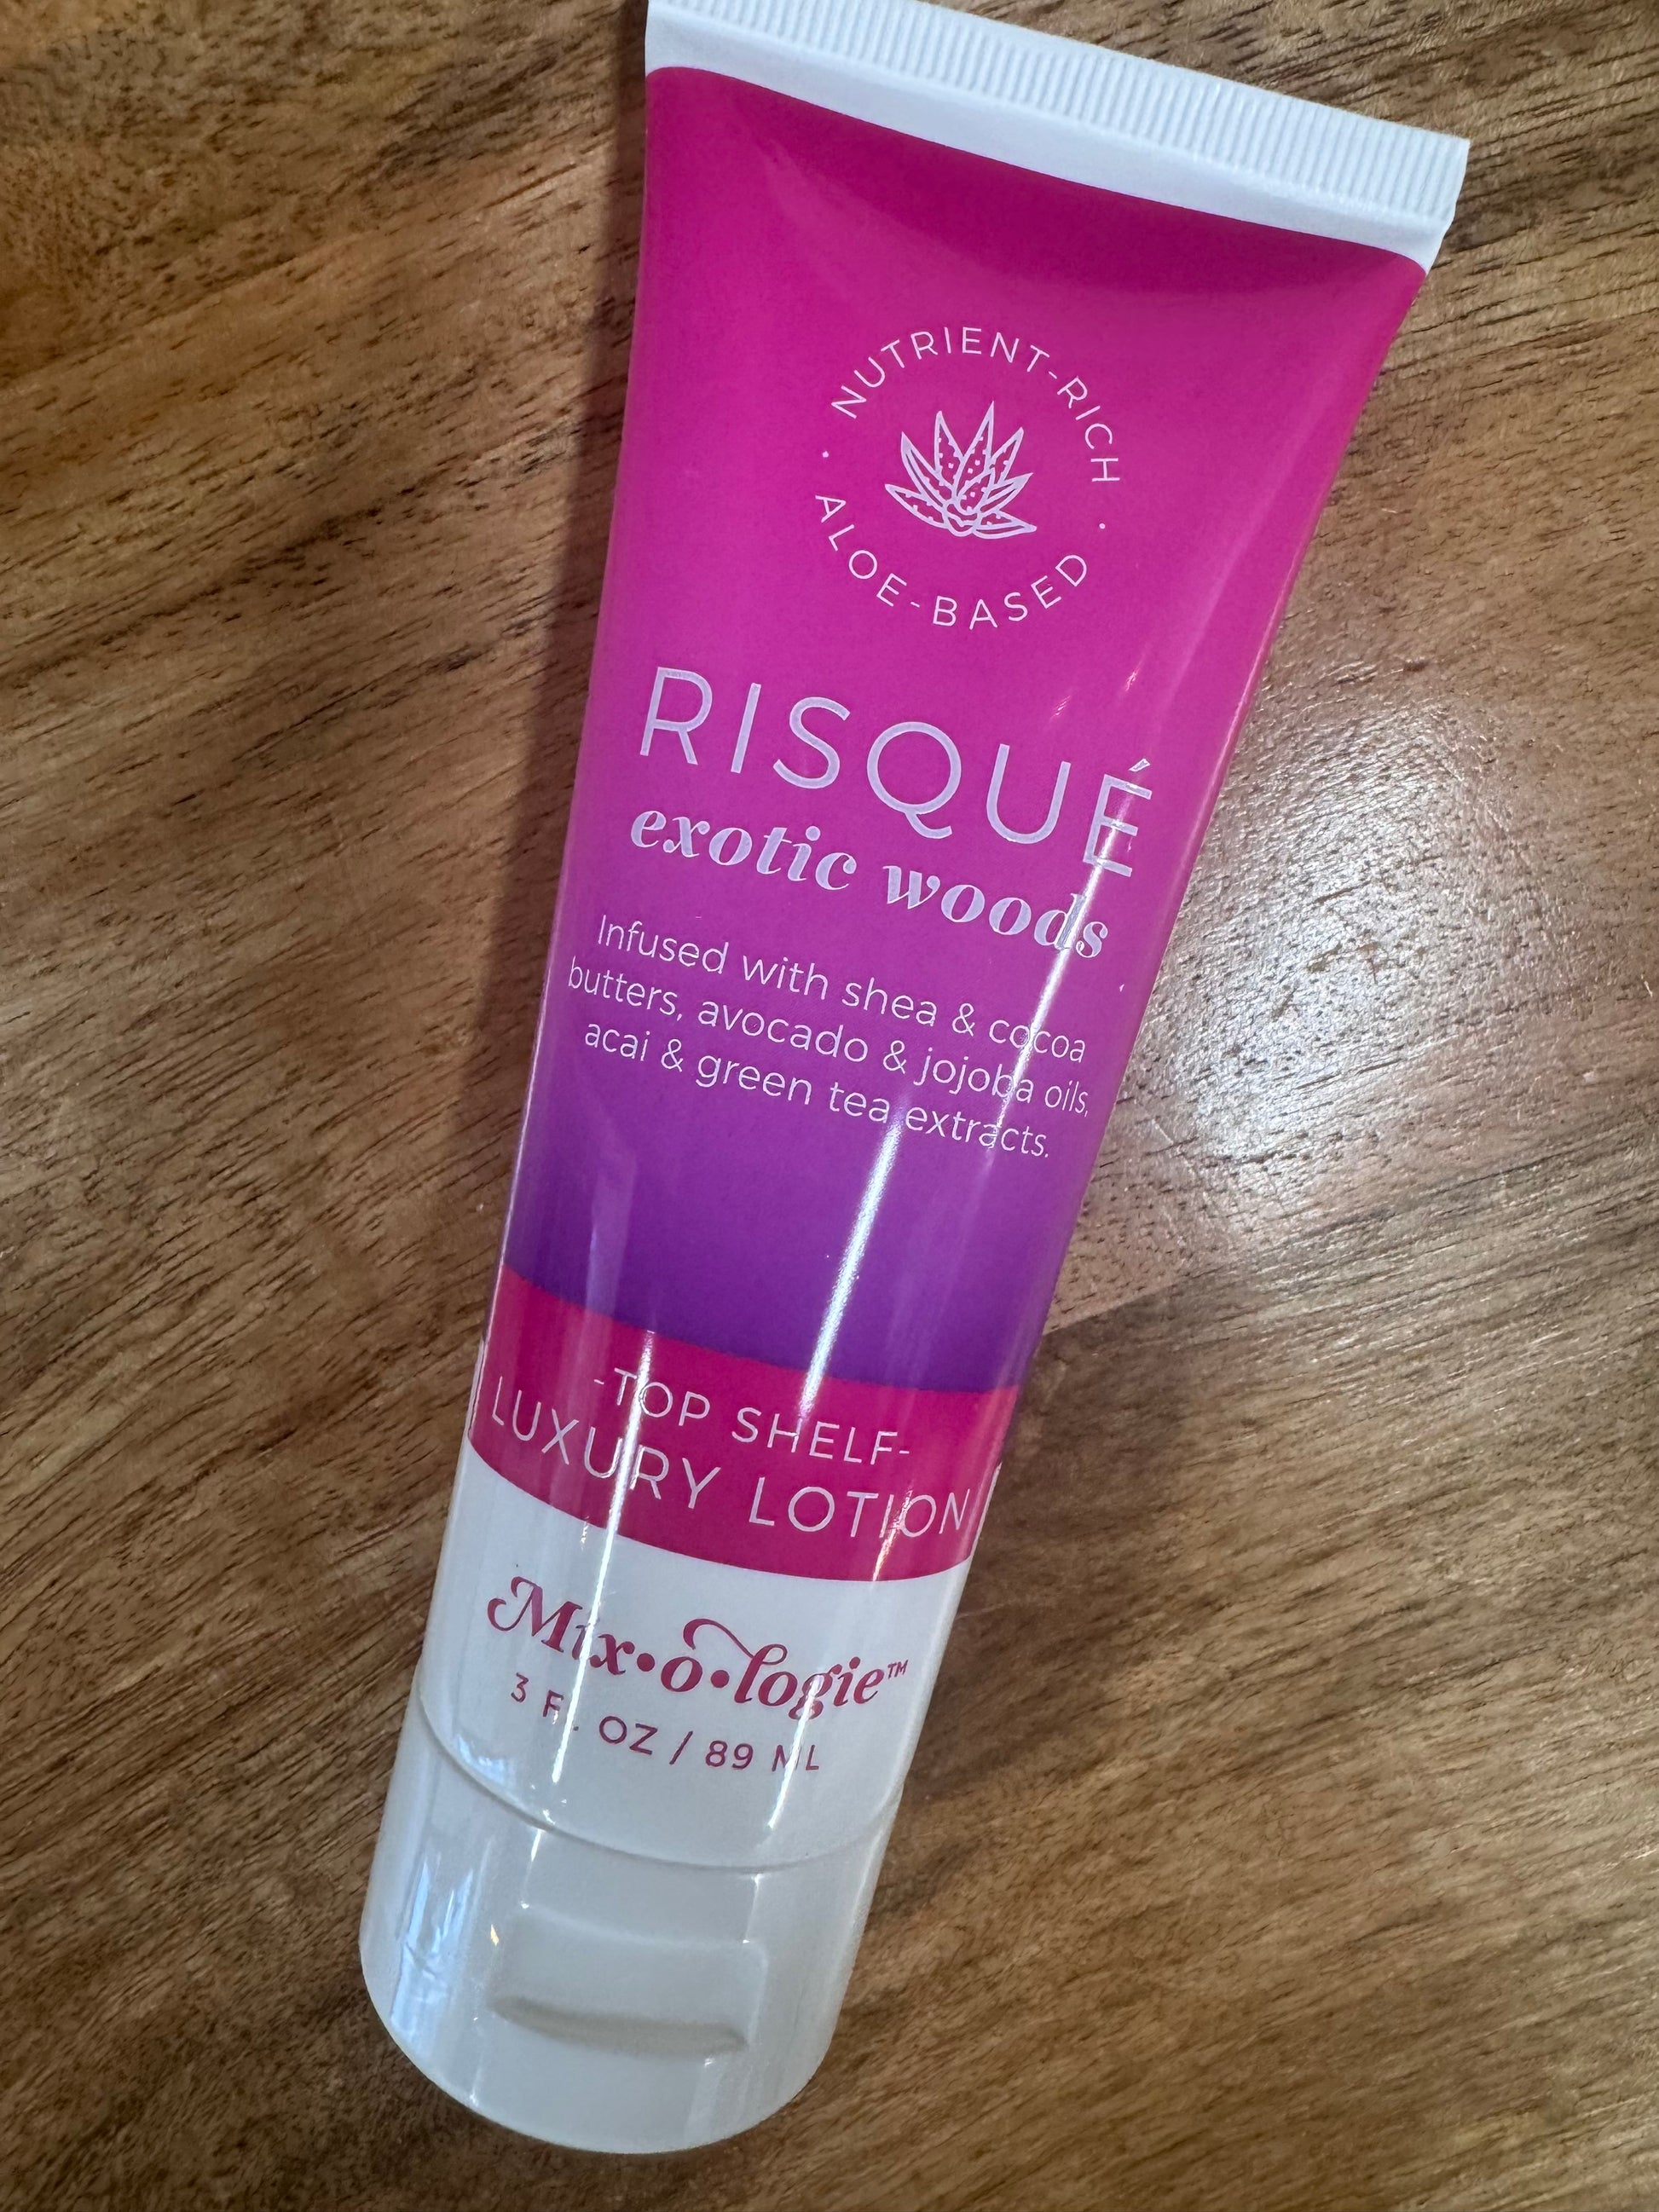 NUTRIENT-RICH
· ALOE-BASED ·
RISQUÉ
exotic woods
Infused with shea & cocoa
butters, avocado & jojoba oils,
acai & green tea extracts.
-TOP SHELF-
LUXURY LOTION
Mix•o•logie™
3 FL OZ / 89 ML